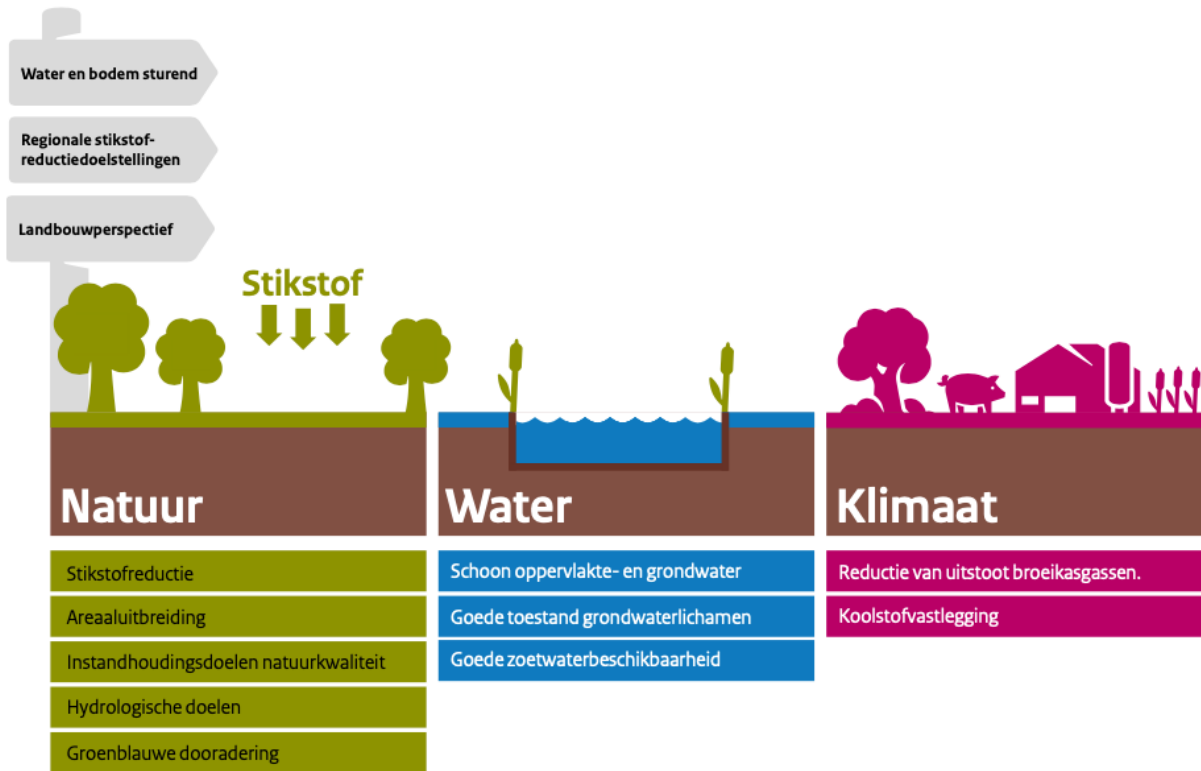 Water en bodem sturend
Regionale stikstof-
reductiedoelstellingen
Landbouwperspectief
Stikstof
Natuur
Stikstofreductie
Areaaluitbreiding
Instandhoudingsdoelen natuurkwaliteit
Hydrologische doelen
Groenblauwe dooradering
Water
Schoon oppervlakte- en grondwater
Goede toestand grondwaterlichamen
Goede zoetwaterbeschikbaarheid
Klimaat
Reductie van uitstoot broeikasgassen.
Koolstofvastlegging